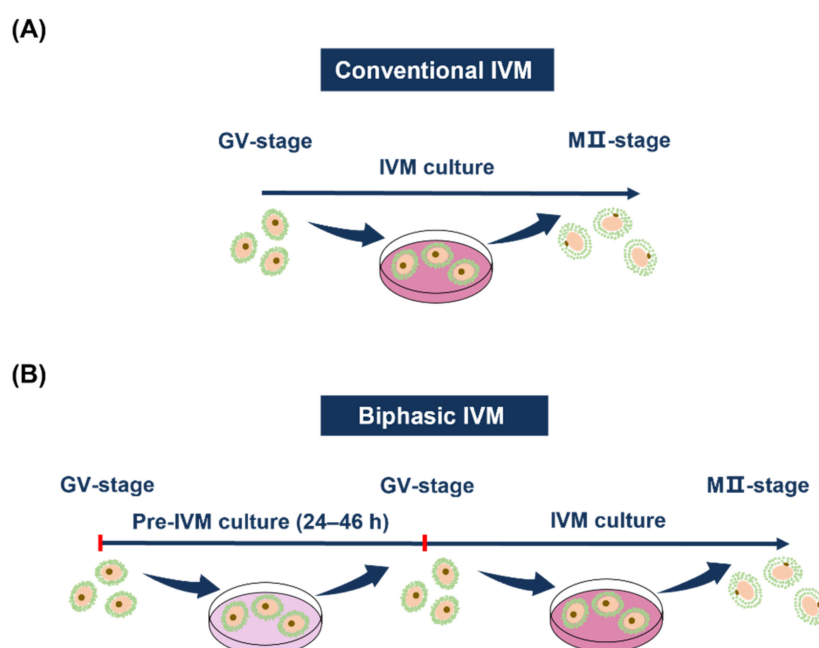 (A)
Conventional IVM
GV-stage
MⅡ-stage
IVM culture
(B)
Biphasic IVM
GV-stage
GV-stage
MⅡ-stage
Pre-IVM culture (24–46 h)
IVM culture